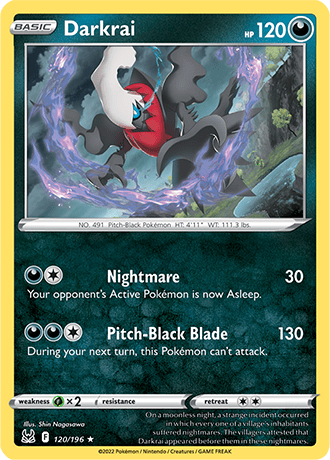 BASIC Darkrai HP 120
NO. 491 Pitch-Black Pokémon HT: 4'11" WT: 111.3 lbs.
Nightmare 30
Your opponent's Active Pokémon is now Asleep.
Pitch-Black Blade 130
During your next turn, this Pokémon can't attack.
weakness ×2 resistance retreat
Illus. Shin Nagasawa
F 120/196 ★
On a moonless night, a strange incident occurred
in which every one of a village's inhabitants
suffered nightmares. The villagers attested that
Darkrai appeared before them in these nightmares.
©2022 Pokémon / Nintendo / Creatures / GAME FREAK